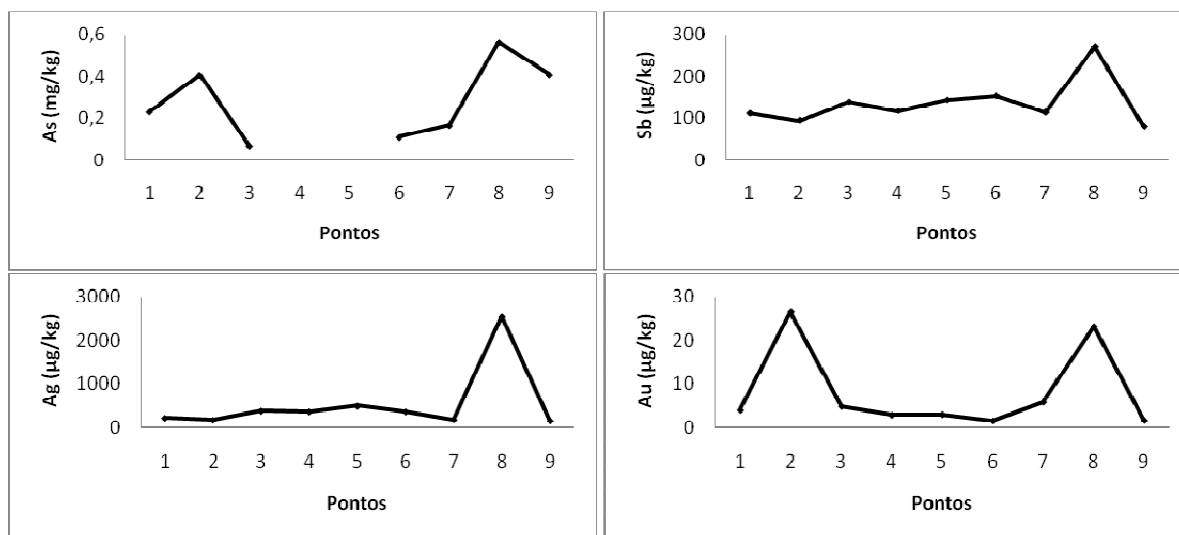 As (mg/kg)
0,6
0,4
0,2
0
1 2 3 4 5 6 7 8 9
Pontos
Sb (µg/kg)
300
200
100
0
1 2 3 4 5 6 7 8 9
Pontos
Ag (µg/kg)
3000
2000
1000
0
1 2 3 4 5 6 7 8 9
Pontos
Au (µg/kg)
30
20
10
0
1 2 3 4 5 6 7 8 9
Pontos